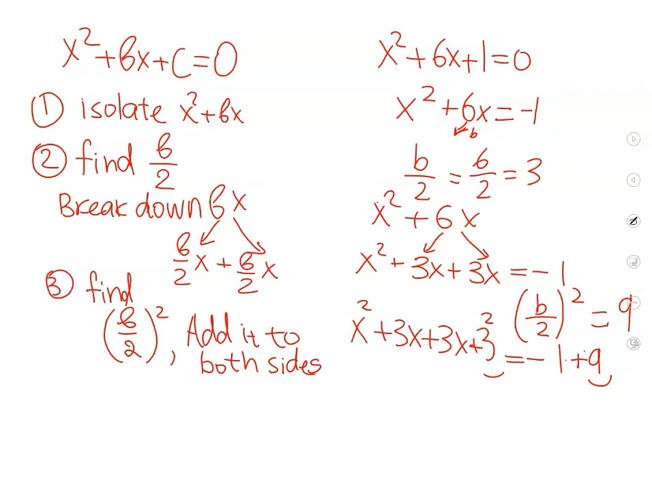 x²+bx+c=0
① isolate x²+bx
② find b/2
Break down bx
b/2 x + b/2 x
③ find
(b/2)², Add it to
both sides
x²+6x+1=0
x²+6x=-1
b
b/2 = 6/2 = 3
x²+6x
x²+3x+3x=-1
(b/2)²=9
x²+3x+3x+3²=-1+9